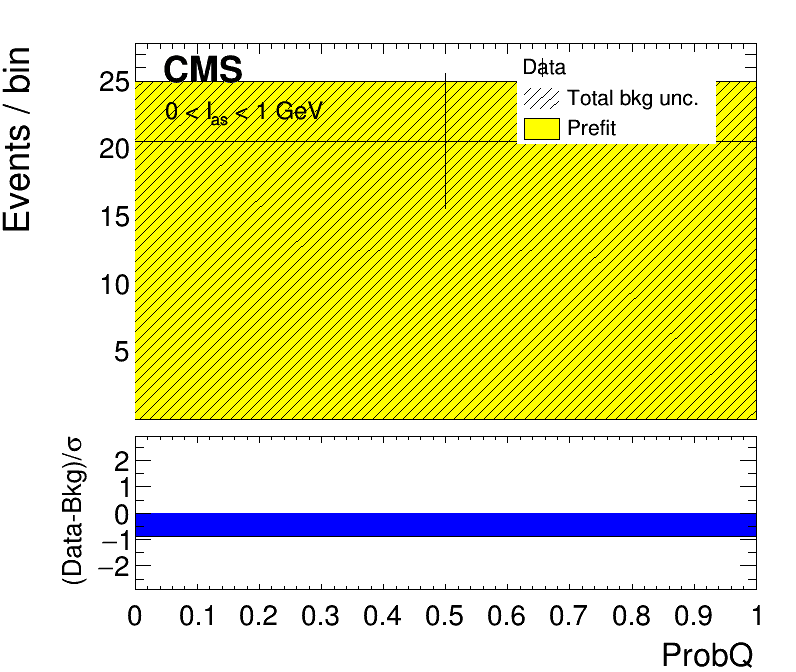 Events / bin
25
20
15
10
5
CMS
0 < Ias < 1 GeV
Data
Total bkg unc.
Prefit
(Data-Bkg)/σ
2
1
0
−1
−2
0 0.1 0.2 0.3 0.4 0.5 0.6 0.7 0.8 0.9 1
ProbQ